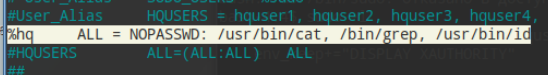 #User_Alias HQUSERS = hquser1, hquser2, hquser3, hquser4,
%hq ALL = NOPASSWD: /usr/bin/cat, /bin/grep, /usr/bin/id
#HQUSERS ALL=(ALL:ALL) ALL
##